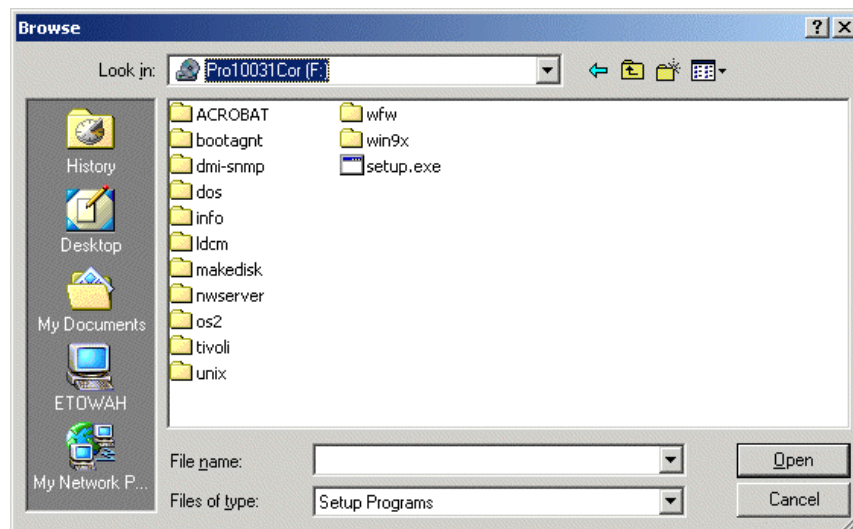 Browse
Look in: Pro10031Cor (F:
History
Desktop
My Documents
ETOWAH
My Network P...
ACROBAT
bootagnt
dmi-snmp
dos
info
ldcm
makedisk
nwserver
os2
tivoli
unix
wfw
win9x
setup.exe
File name:
Open
Files of type: Setup Programs
Cancel